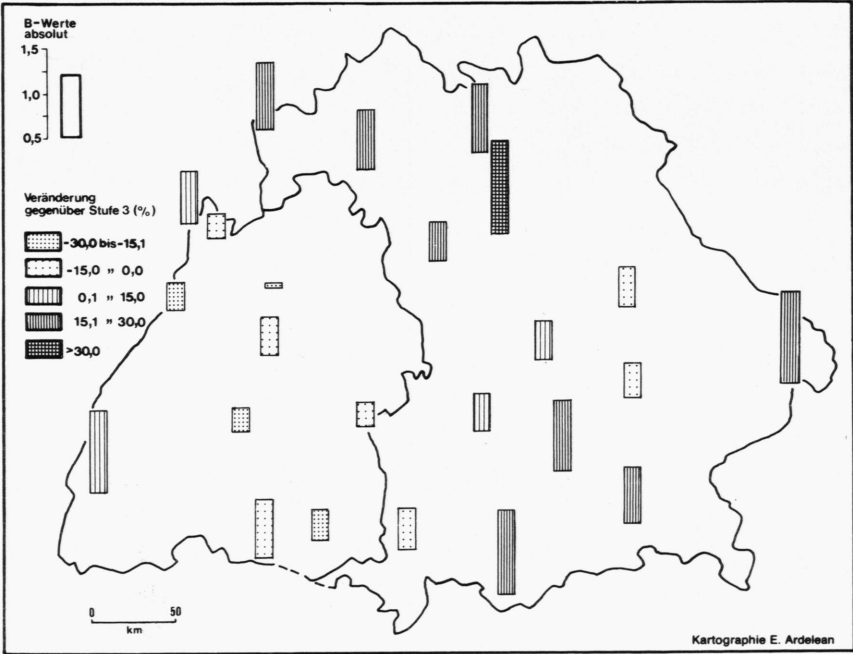 B-Werte
absolut
1,5
1,0
0,5
Veränderung
gegenüber Stufe 3 (%)
-30,0 bis -15,1
-15,0 " 0,0
0,1 " 15,0
15,1 " 30,0
>30,0
0 50
km
Kartographie E. Ardelean